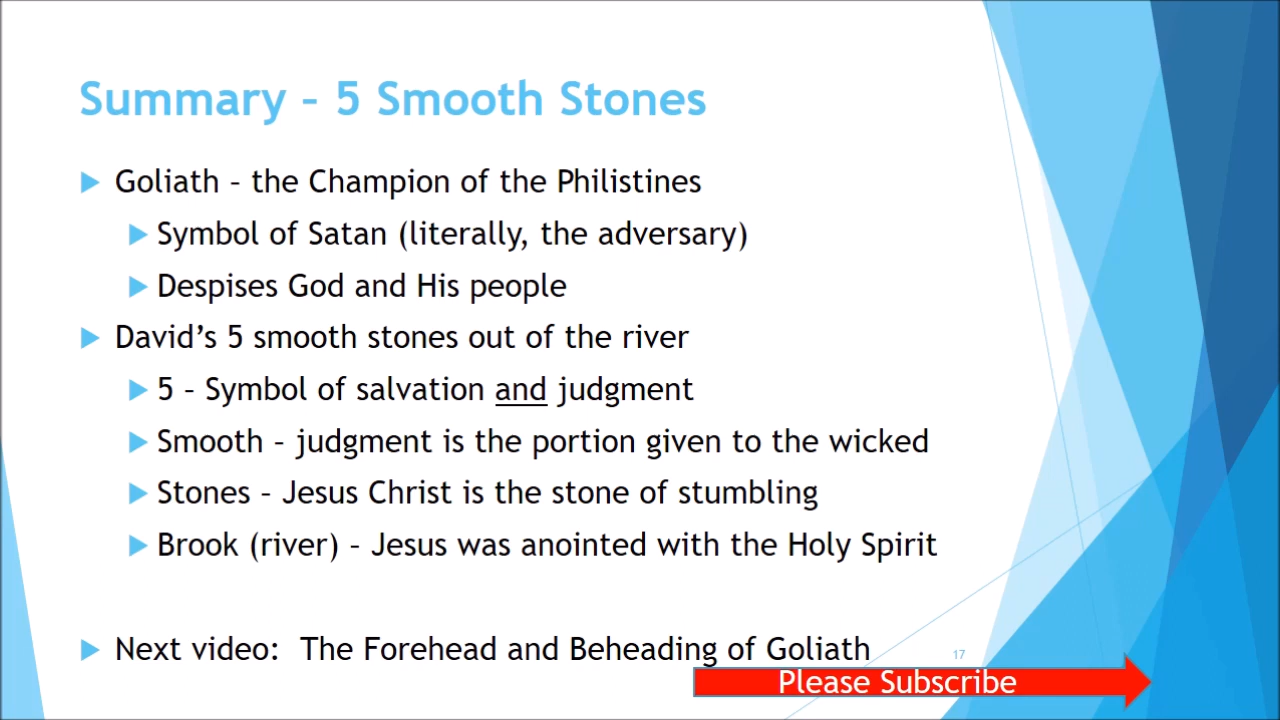 Summary – 5 Smooth Stones
Goliath – the Champion of the Philistines
Symbol of Satan (literally, the adversary)
Despises God and His people
David’s 5 smooth stones out of the river
5 – Symbol of salvation and judgment
Smooth – judgment is the portion given to the wicked
Stones – Jesus Christ is the stone of stumbling
Brook (river) – Jesus was anointed with the Holy Spirit
Next video:  The Forehead and Beheading of Goliath
17
Please Subscribe